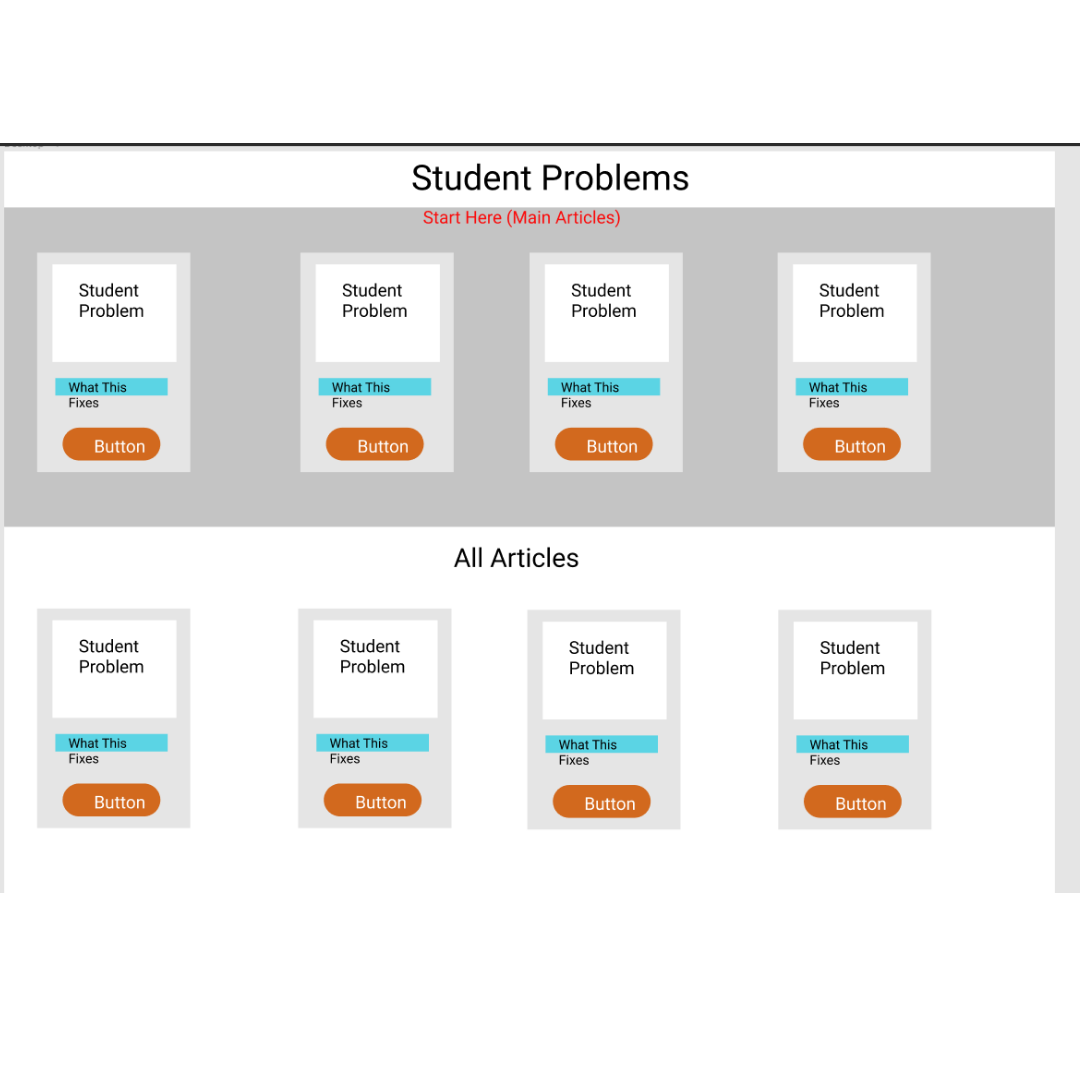 Student Problems
Start Here (Main Articles)
Student
Problem
What This
Fixes
Button
Student
Problem
What This
Fixes
Button
Student
Problem
What This
Fixes
Button
Student
Problem
What This
Fixes
Button
All Articles
Student
Problem
What This
Fixes
Button
Student
Problem
What This
Fixes
Button
Student
Problem
What This
Fixes
Button
Student
Problem
What This
Fixes
Button